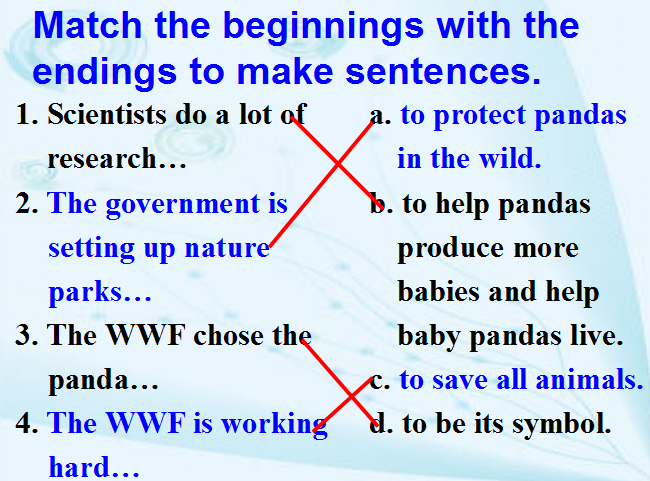 Match the beginnings with the
endings to make sentences.
1. Scientists do a lot of
research…
2. The government is
setting up nature
parks…
3. The WWF chose the
panda…
4. The WWF is working
hard…
a. to protect pandas
in the wild.
b. to help pandas
produce more
babies and help
baby pandas live.
c. to save all animals.
d. to be its symbol.